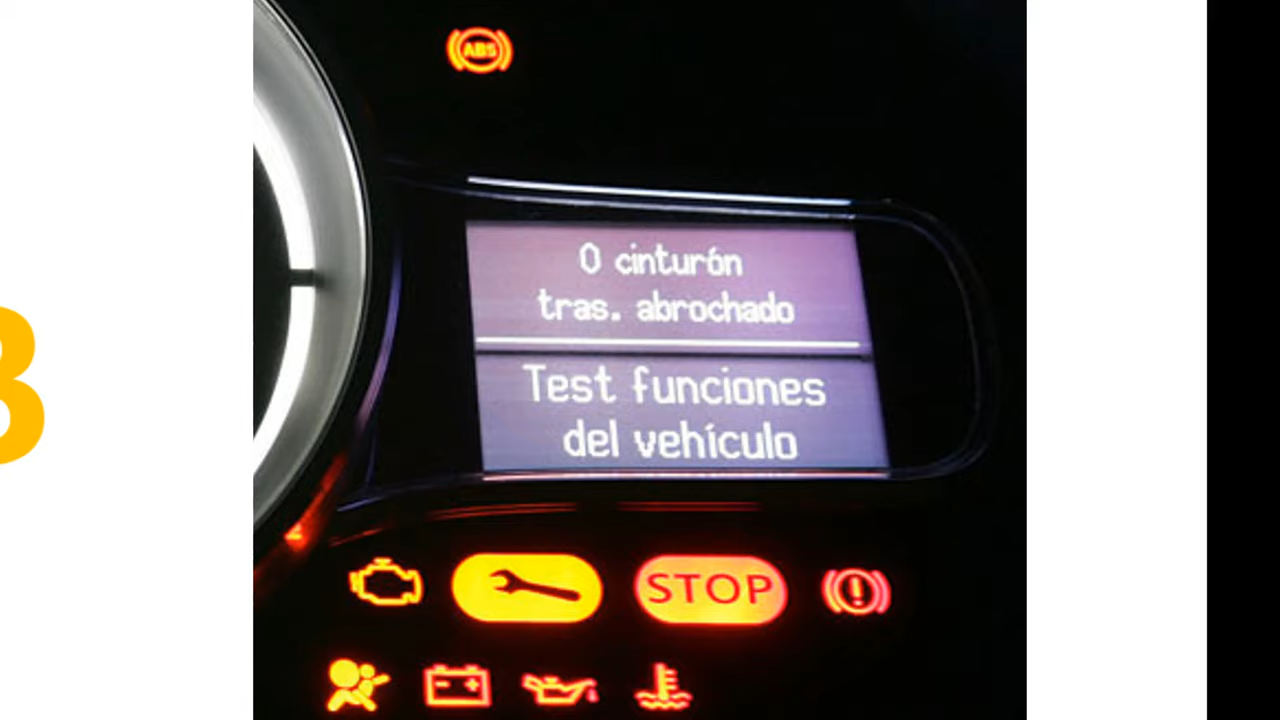 ABS
0 cinturón
tras. abrochado
Test funciones
del vehículo
STOP